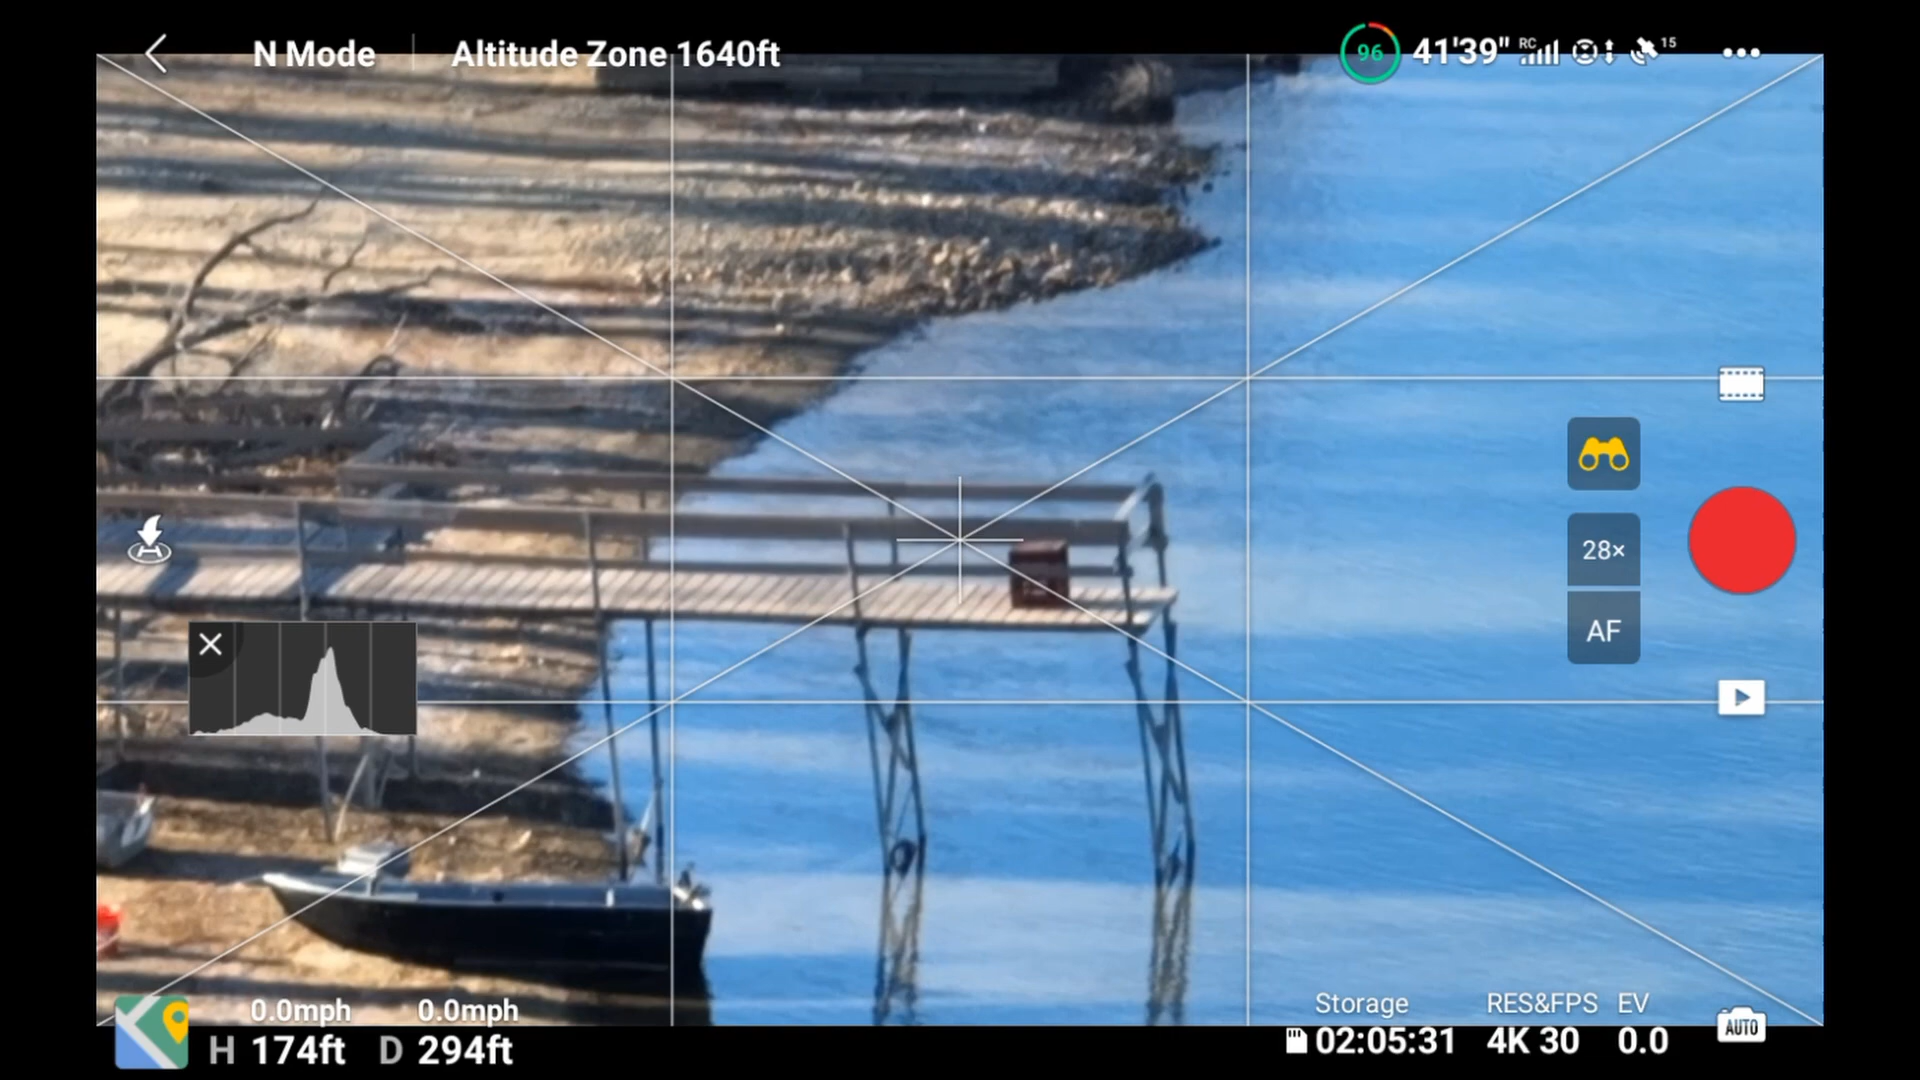 N Mode
Altitude Zone 1640ft
96
41'39"
RC
15
28×
AF
0.0mph
0.0mph
H 174ft
D 294ft
Storage
02:05:31
RES&FPS
4K 30
EV
0.0
AUTO